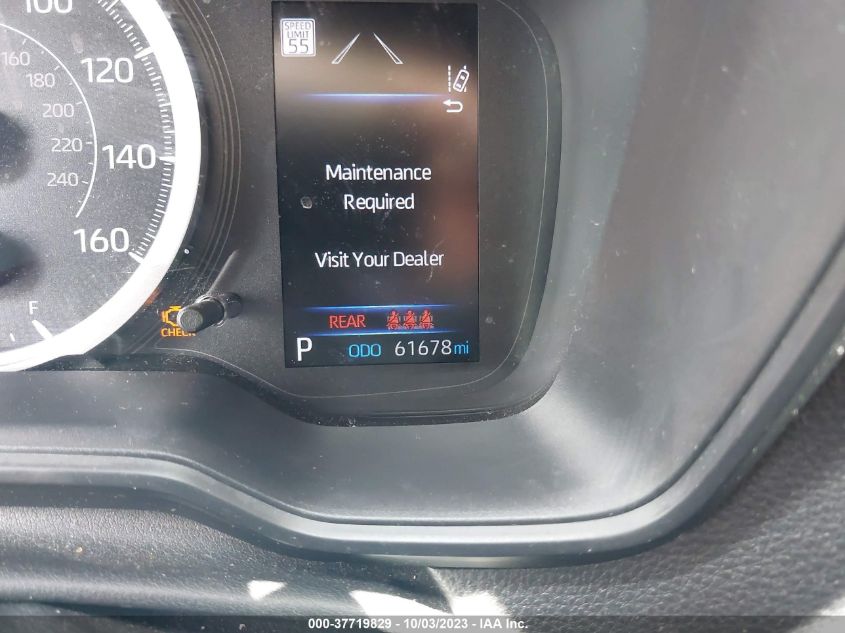 100
120
140
160
160
180
200
220
240
F
CHECK
SPEED
LIMIT
55
Maintenance
Required
Visit Your Dealer
REAR
P ODO 61678 mi
000-37719829 - 10/03/2023 - IAA Inc.